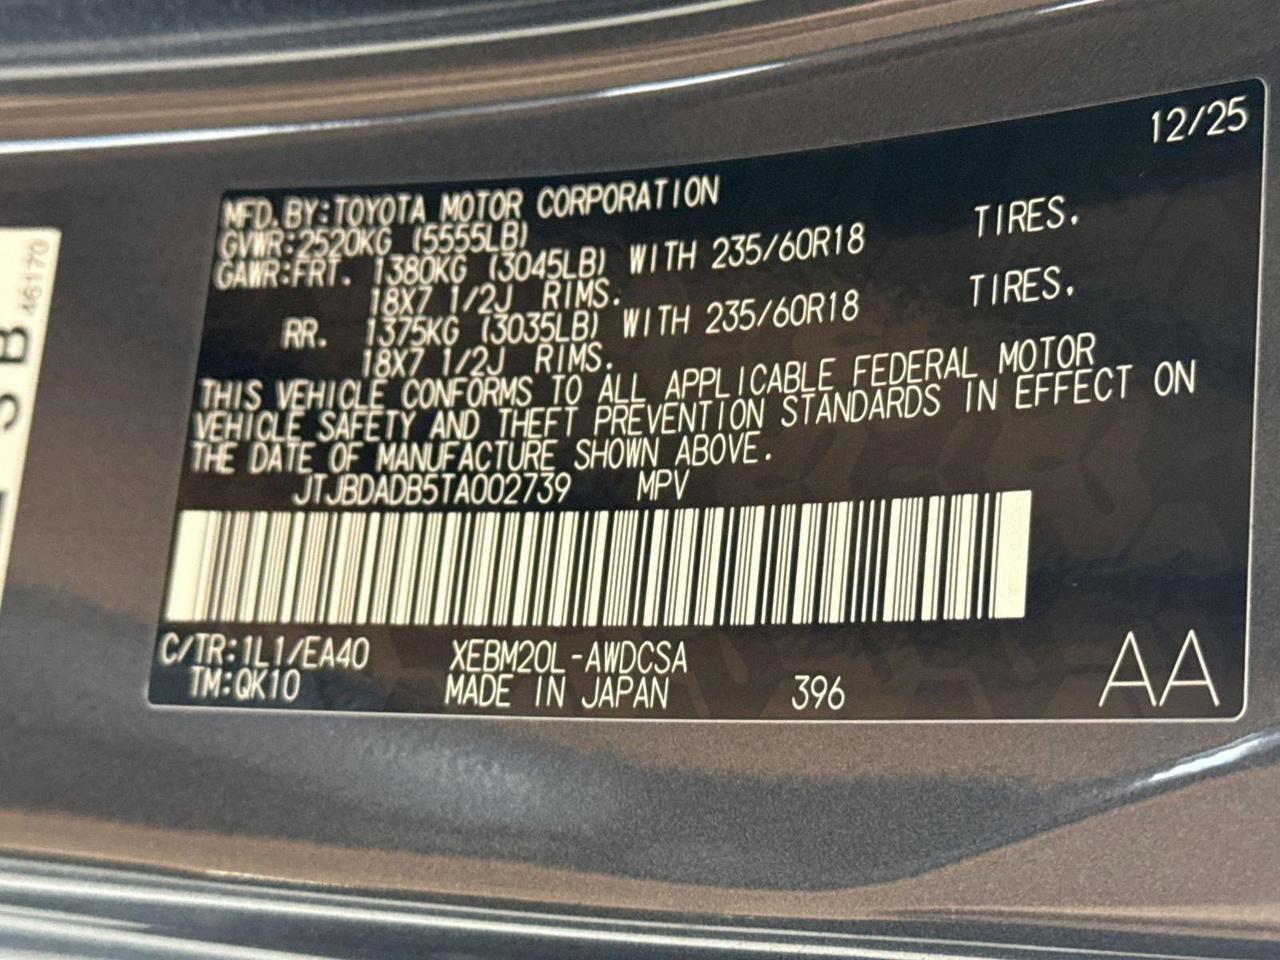 12/25
MFD.BY:TOYOTA MOTOR CORPORATION
GVWR:2520KG (5555LB)
GAWR:FRT. 1380KG (3045LB) WITH 235/60R18 TIRES.
18X7 1/2J RIMS.
RR. 1375KG (3035LB) WITH 235/60R18 TIRES.
18X7 1/2J RIMS.
THIS VEHICLE CONFORMS TO ALL APPLICABLE FEDERAL MOTOR
VEHICLE SAFETY AND THEFT PREVENTION STANDARDS IN EFFECT ON
THE DATE OF MANUFACTURE SHOWN ABOVE.
JTJBDADB5TA002739 MPV
C/TR:1L1/EA40 XEBM20L-AWDCSA
TM:QK10 MADE IN JAPAN 396 AA
46170